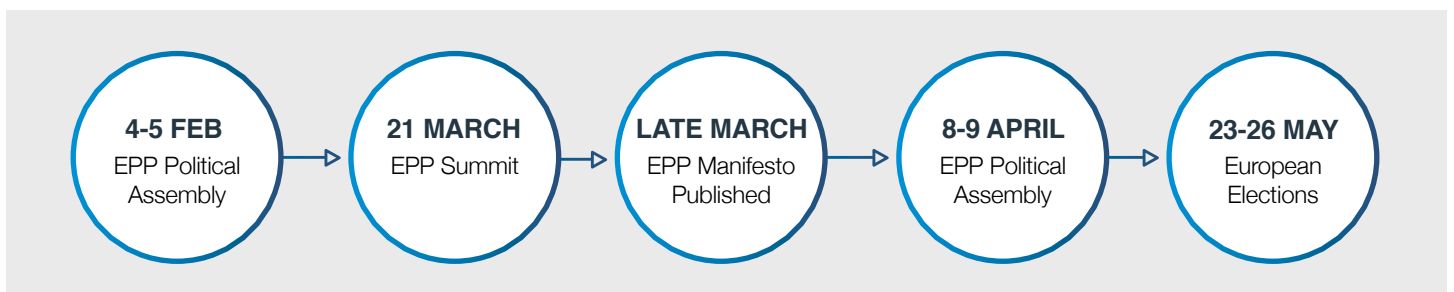 4-5 FEB
EPP Political
Assembly
21 MARCH
EPP Summit
LATE MARCH
EPP Manifesto
Published
8-9 APRIL
EPP Political
Assembly
23-26 MAY
European
Elections